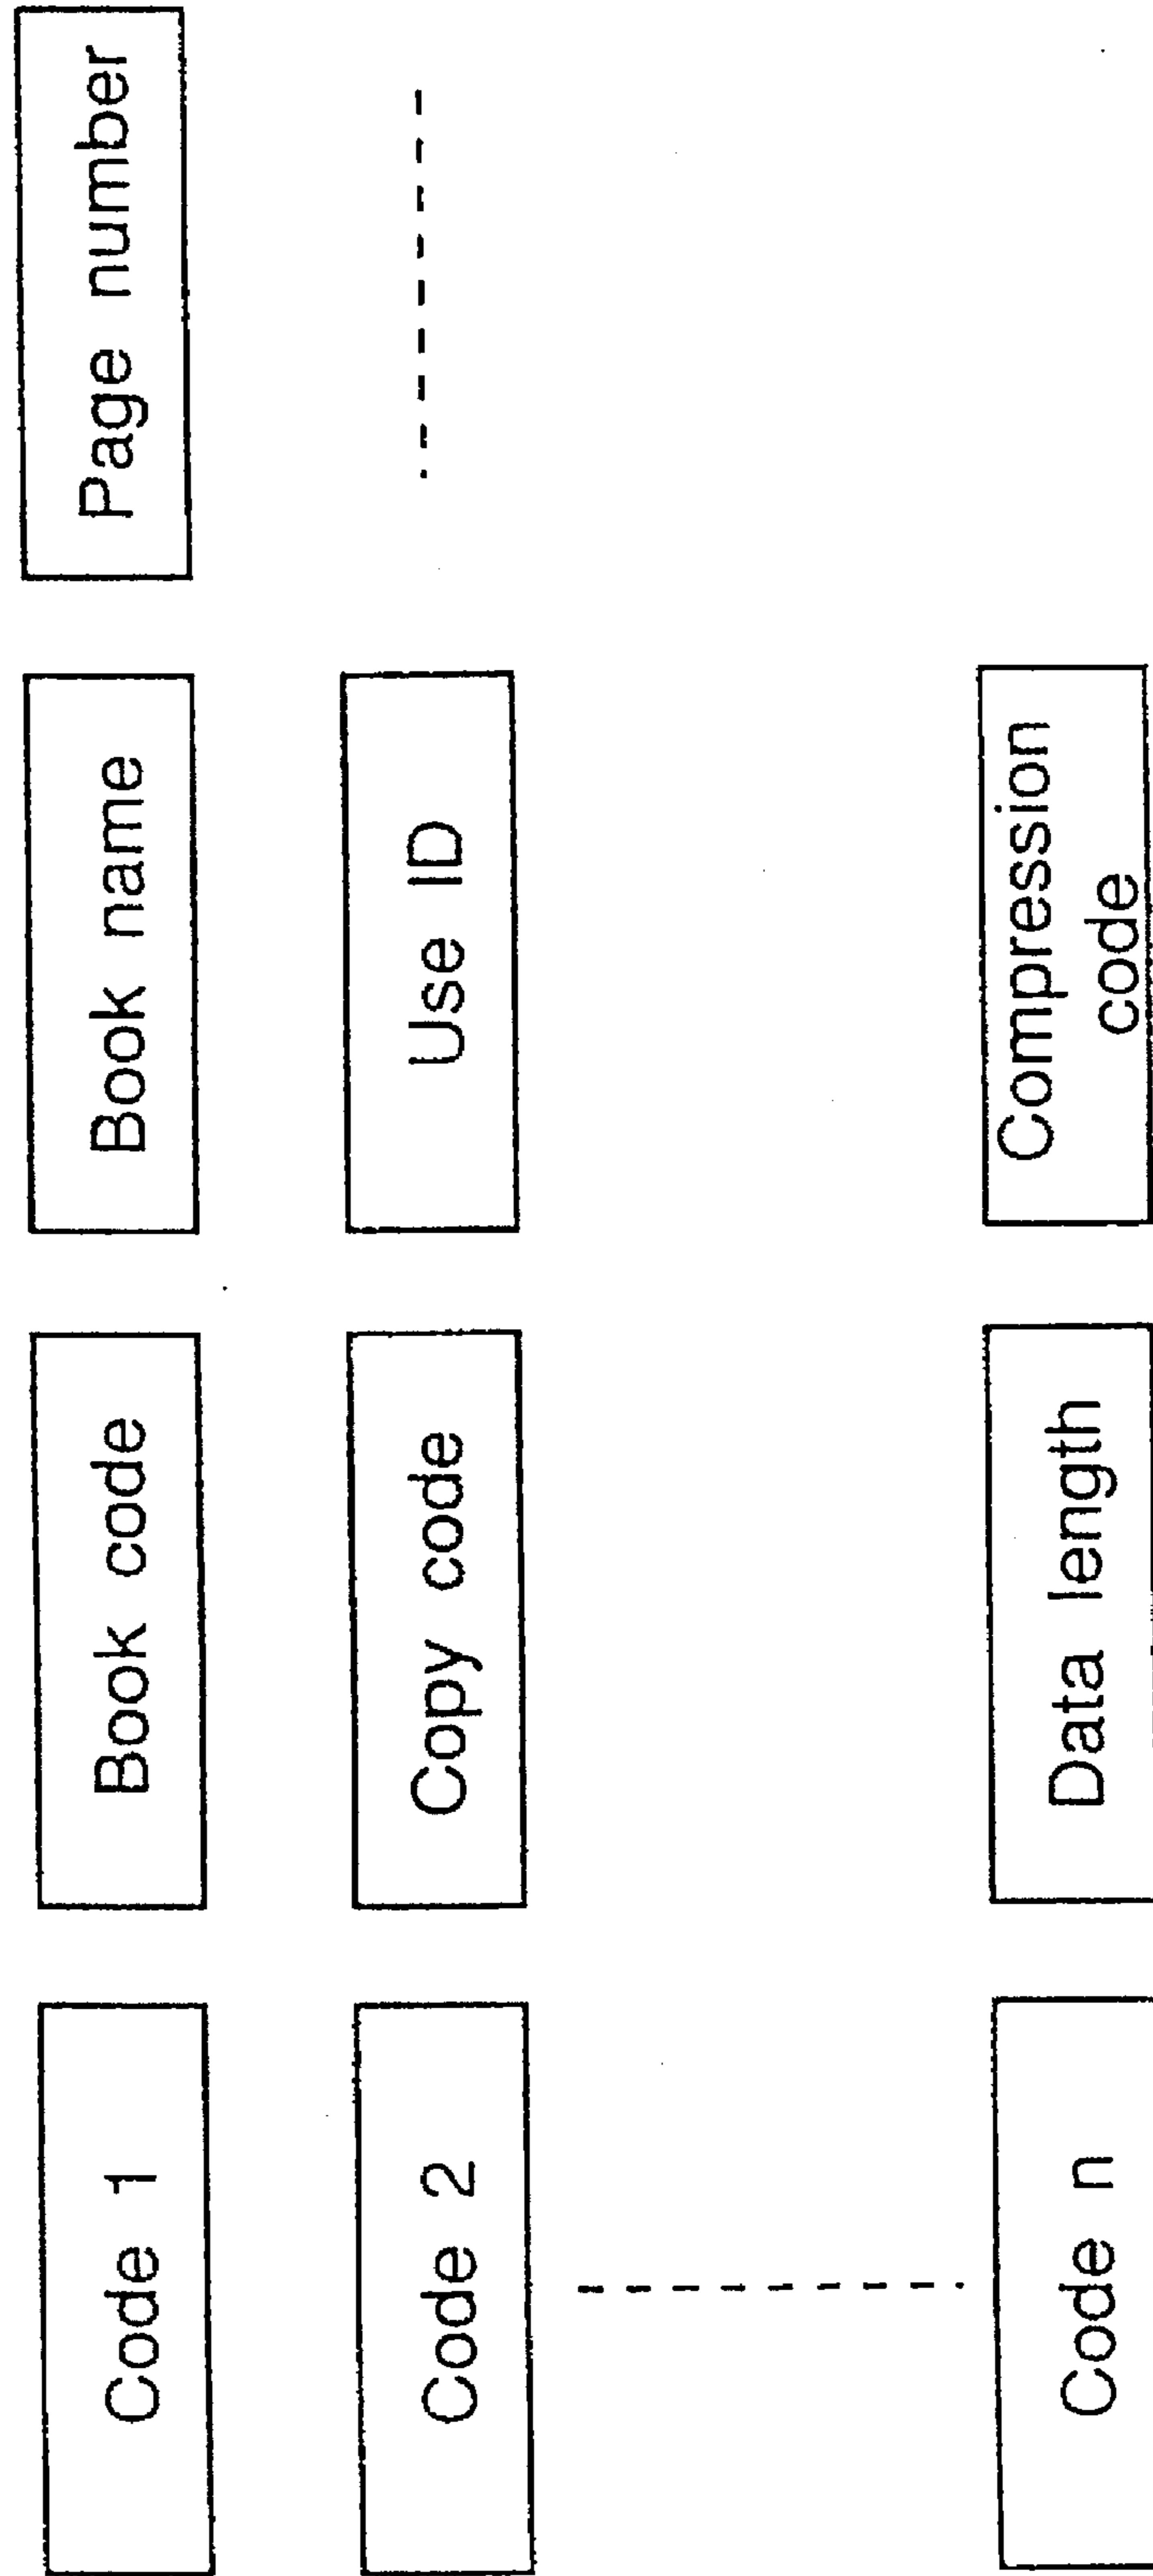 Code 1
Book code
Book name
Page number
Code 2
Copy code
Use ID
Code n
Data length
Compression
code